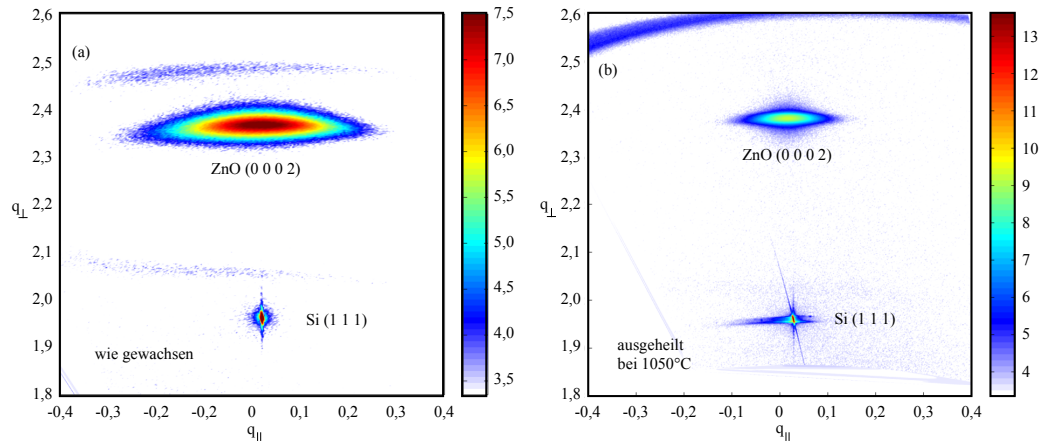 (a)
2,6
2,5
2,4
2,3
2,2
2,1
2,0
1,9
1,8
q⊥
ZnO (0 0 0 2)
Si (1 1 1)
wie gewachsen
-0,4 -0,3 -0,2 -0,1 0 0,1 0,2 0,3 0,4
q||
7,5
7,0
6,5
6,0
5,5
5,0
4,5
4,0
3,5
(b)
2,6
2,5
2,4
2,3
2,2
2,1
2,0
1,9
1,8
q⊥
ZnO (0 0 0 2)
Si (1 1 1)
ausgeheilt
bei 1050°C
-0,4 -0,3 -0,2 -0,1 0 0,1 0,2 0,3 0,4
q||
13
12
11
10
9
8
7
6
5
4